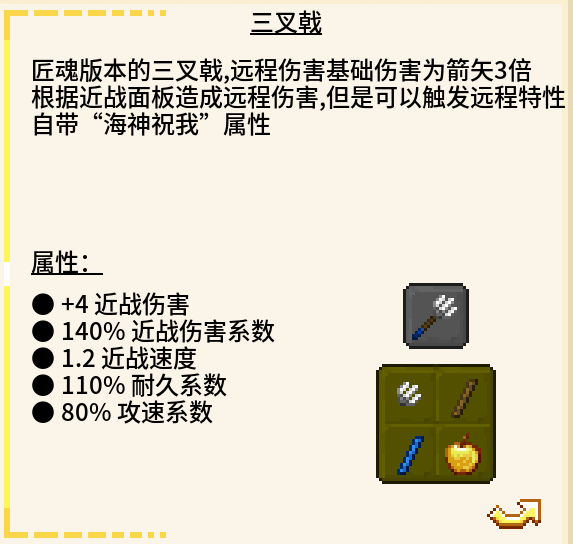 三叉戟
匠魂版本的三叉戟,远程伤害基础伤害为箭矢3倍
根据近战面板造成远程伤害,但是可以触发远程特性
自带“海神祝我”属性
属性：
● +4 近战伤害
● 140% 近战伤害系数
● 1.2 近战速度
● 110% 耐久系数
● 80% 攻速系数